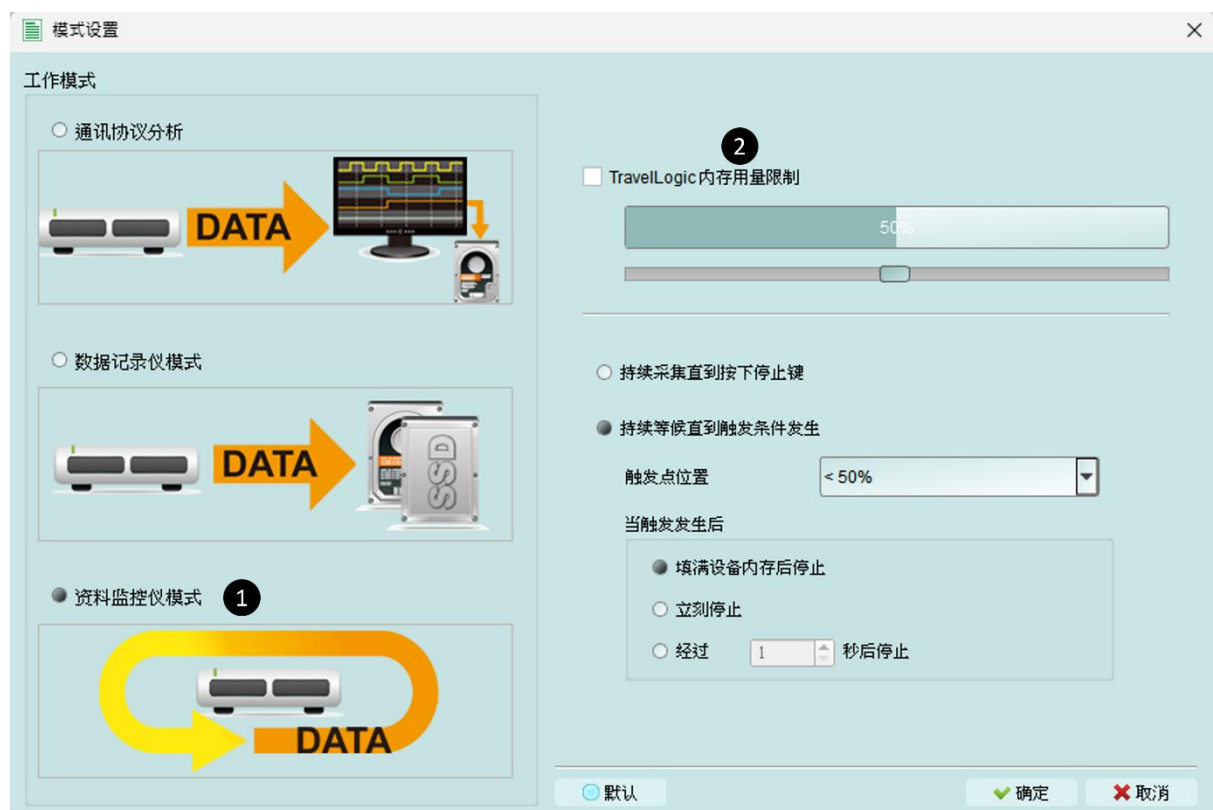 模式设置
工作模式
通讯协议分析
DATA
数据记录仪模式
DATA
SSD
资料监控仪模式 1
DATA
2
TravelLogic内存用量限制
50%
持续采集直到按下停止键
持续等候直到触发条件发生
触发点位置 < 50%
当触发发生后
填满设备内存后停止
立刻停止
经过 1 秒后停止
默认 确定 取消